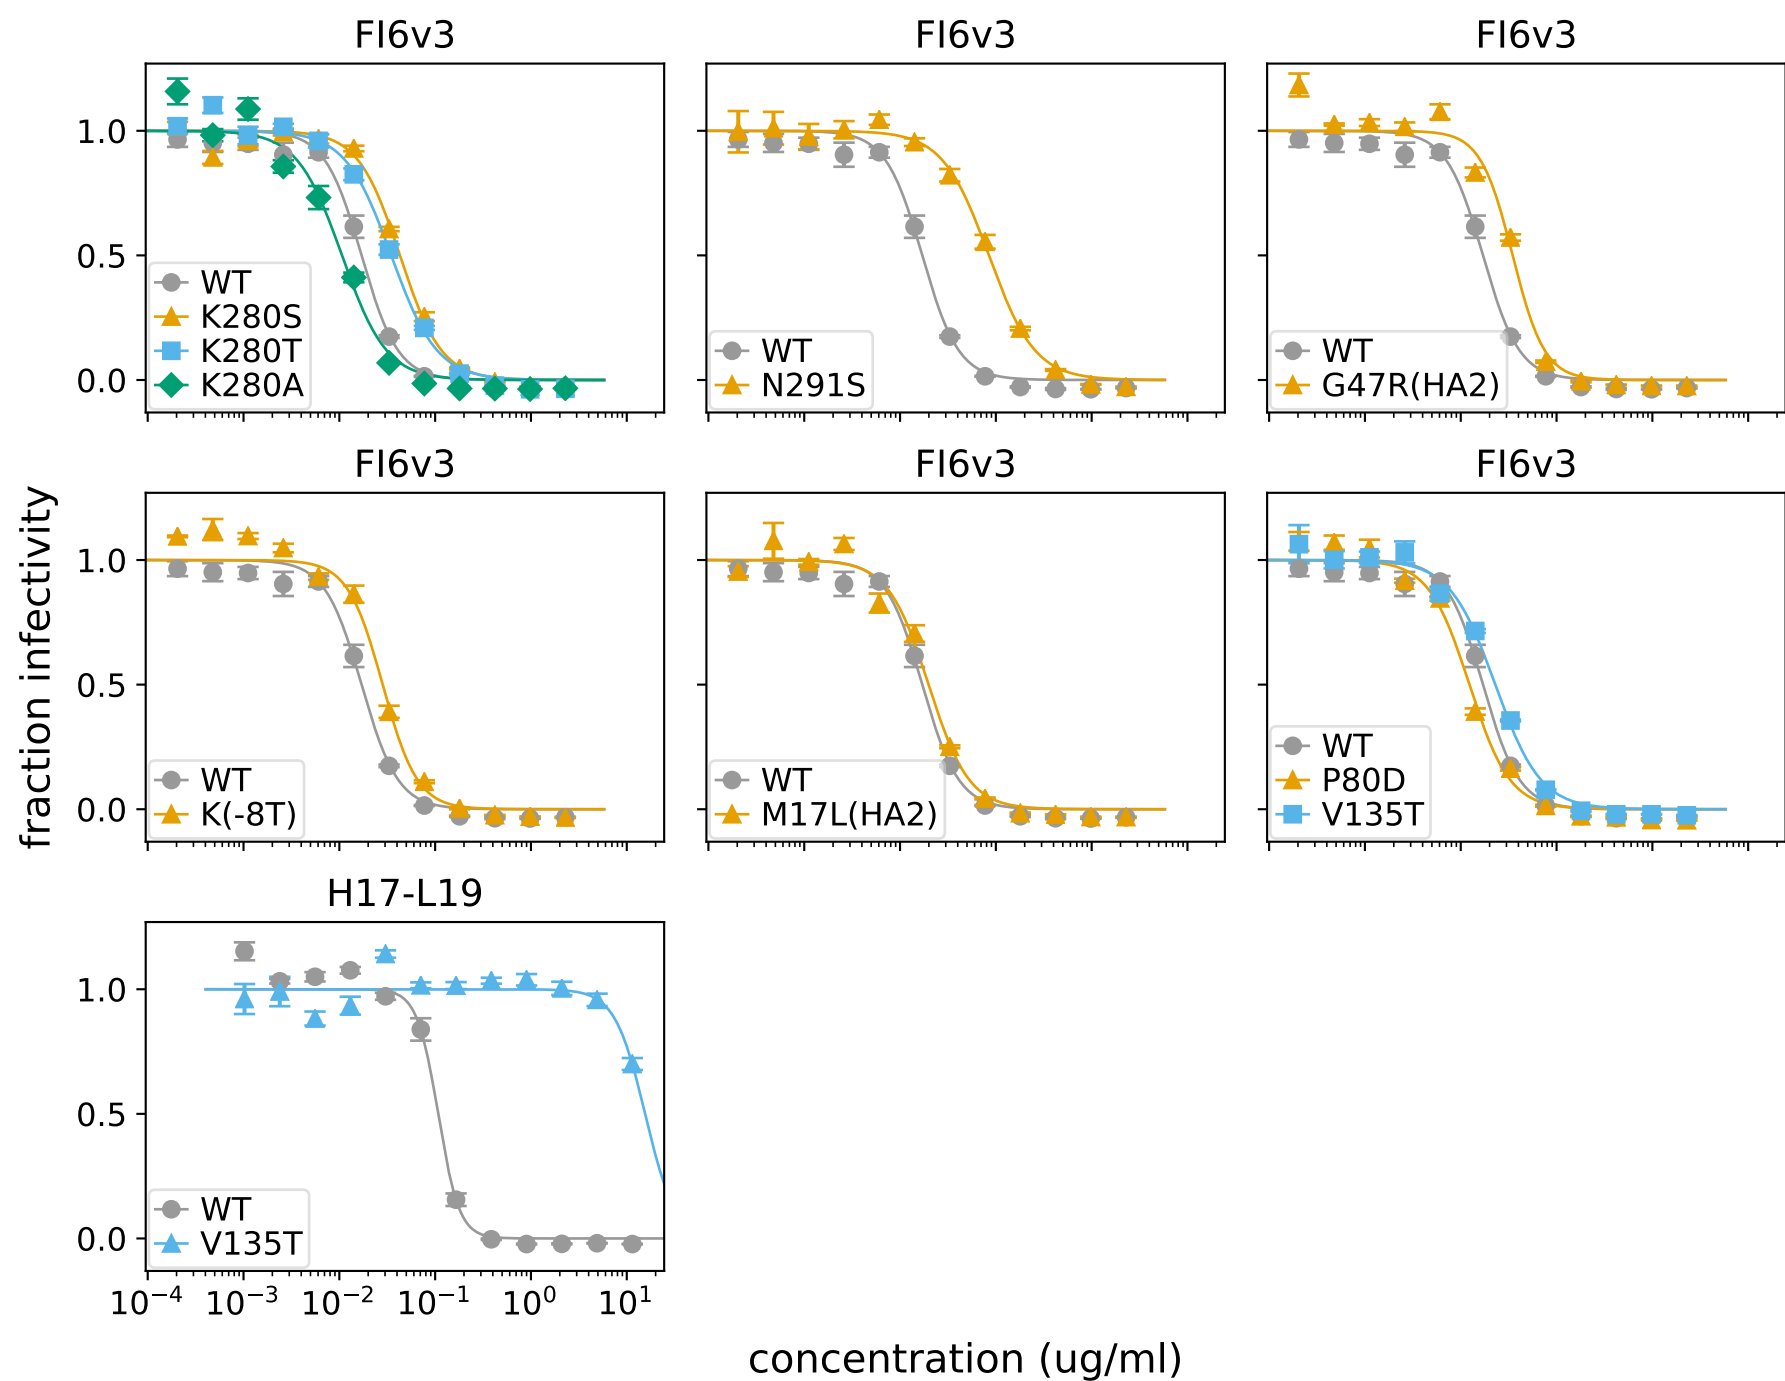 FI6v3
FI6v3
FI6v3
1.0
0.5
0.0
WT
K280S
K280T
K280A
WT
N291S
WT
G47R(HA2)
FI6v3
FI6v3
FI6v3
fraction infectivity
1.0
0.5
0.0
WT
K(-8T)
WT
M17L(HA2)
WT
P80D
V135T
H17-L19
1.0
0.5
0.0
WT
V135T
10⁻⁴ 10⁻³ 10⁻² 10⁻¹ 10⁰ 10¹
concentration (ug/ml)